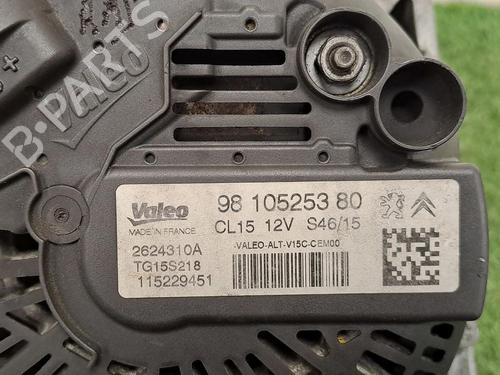 B-PARTS
Valeo
MADE IN FRANCE
98 105253 80
CL15 12V S46/15
2624310A
TG15S218
115229451
VALEO-ALT-V15C-CEM00